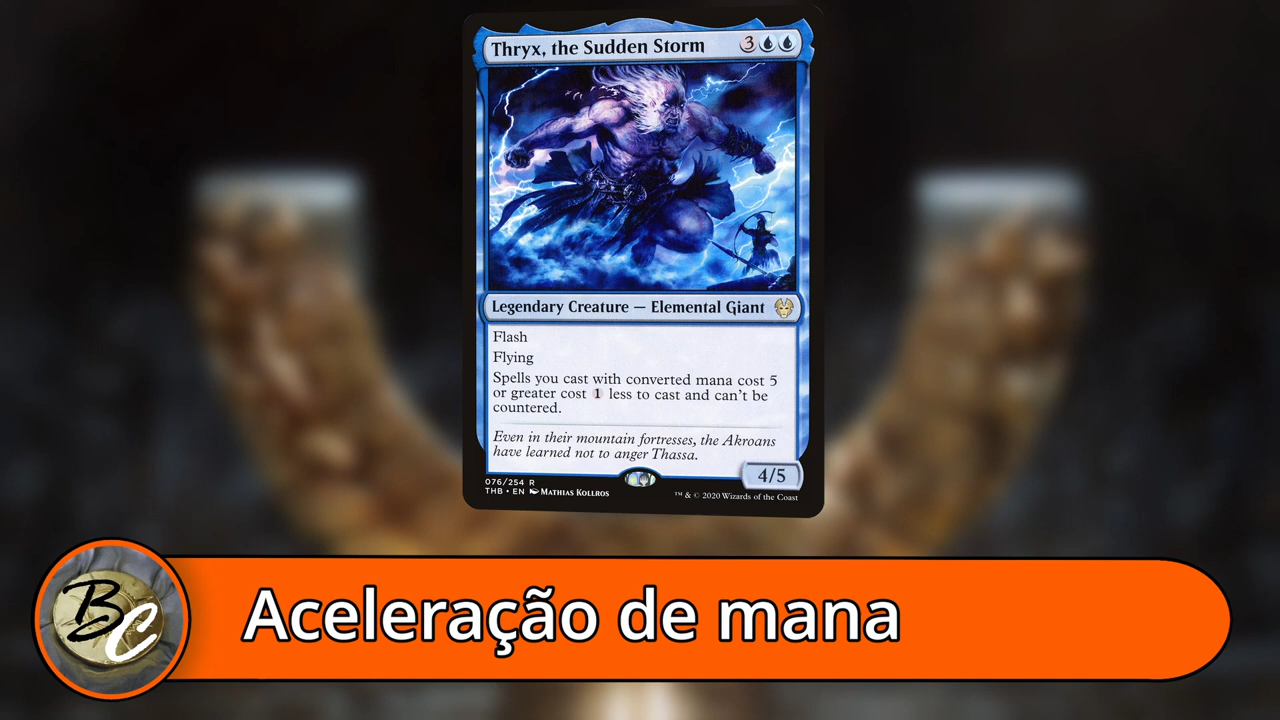 Thryx, the Sudden Storm 3
Legendary Creature — Elemental Giant
Flash
Flying
Spells you cast with converted mana cost 5
or greater cost 1 less to cast and can't be
countered.
Even in their mountain fortresses, the Akroans
have learned not to anger Thassa.
4/5
076/254 R
THB • EN MATHIAS KOLLROS
™ & © 2020 Wizards of the Coast
BC
Aceleração de mana